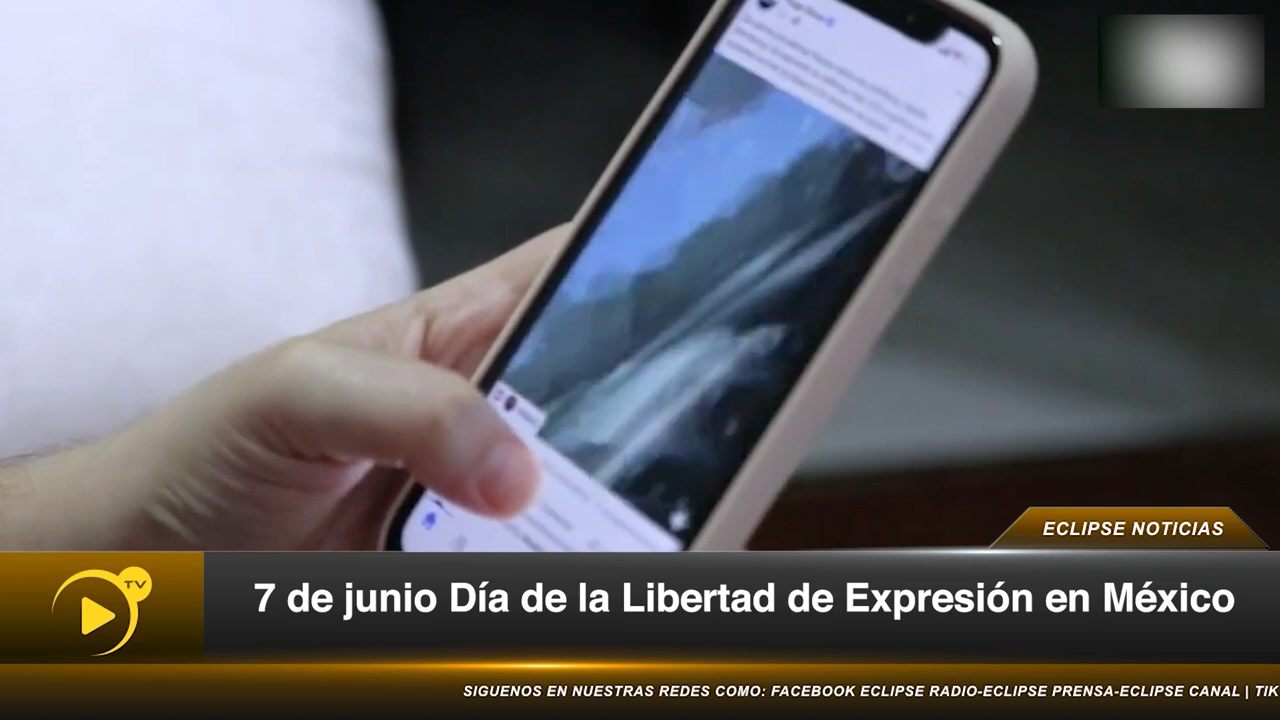 ECLIPSE NOTICIAS
TV
7 de junio Día de la Libertad de Expresión en México
SIGUENOS EN NUESTRAS REDES COMO: FACEBOOK ECLIPSE RADIO-ECLIPSE PRENSA-ECLIPSE CANAL | TIK